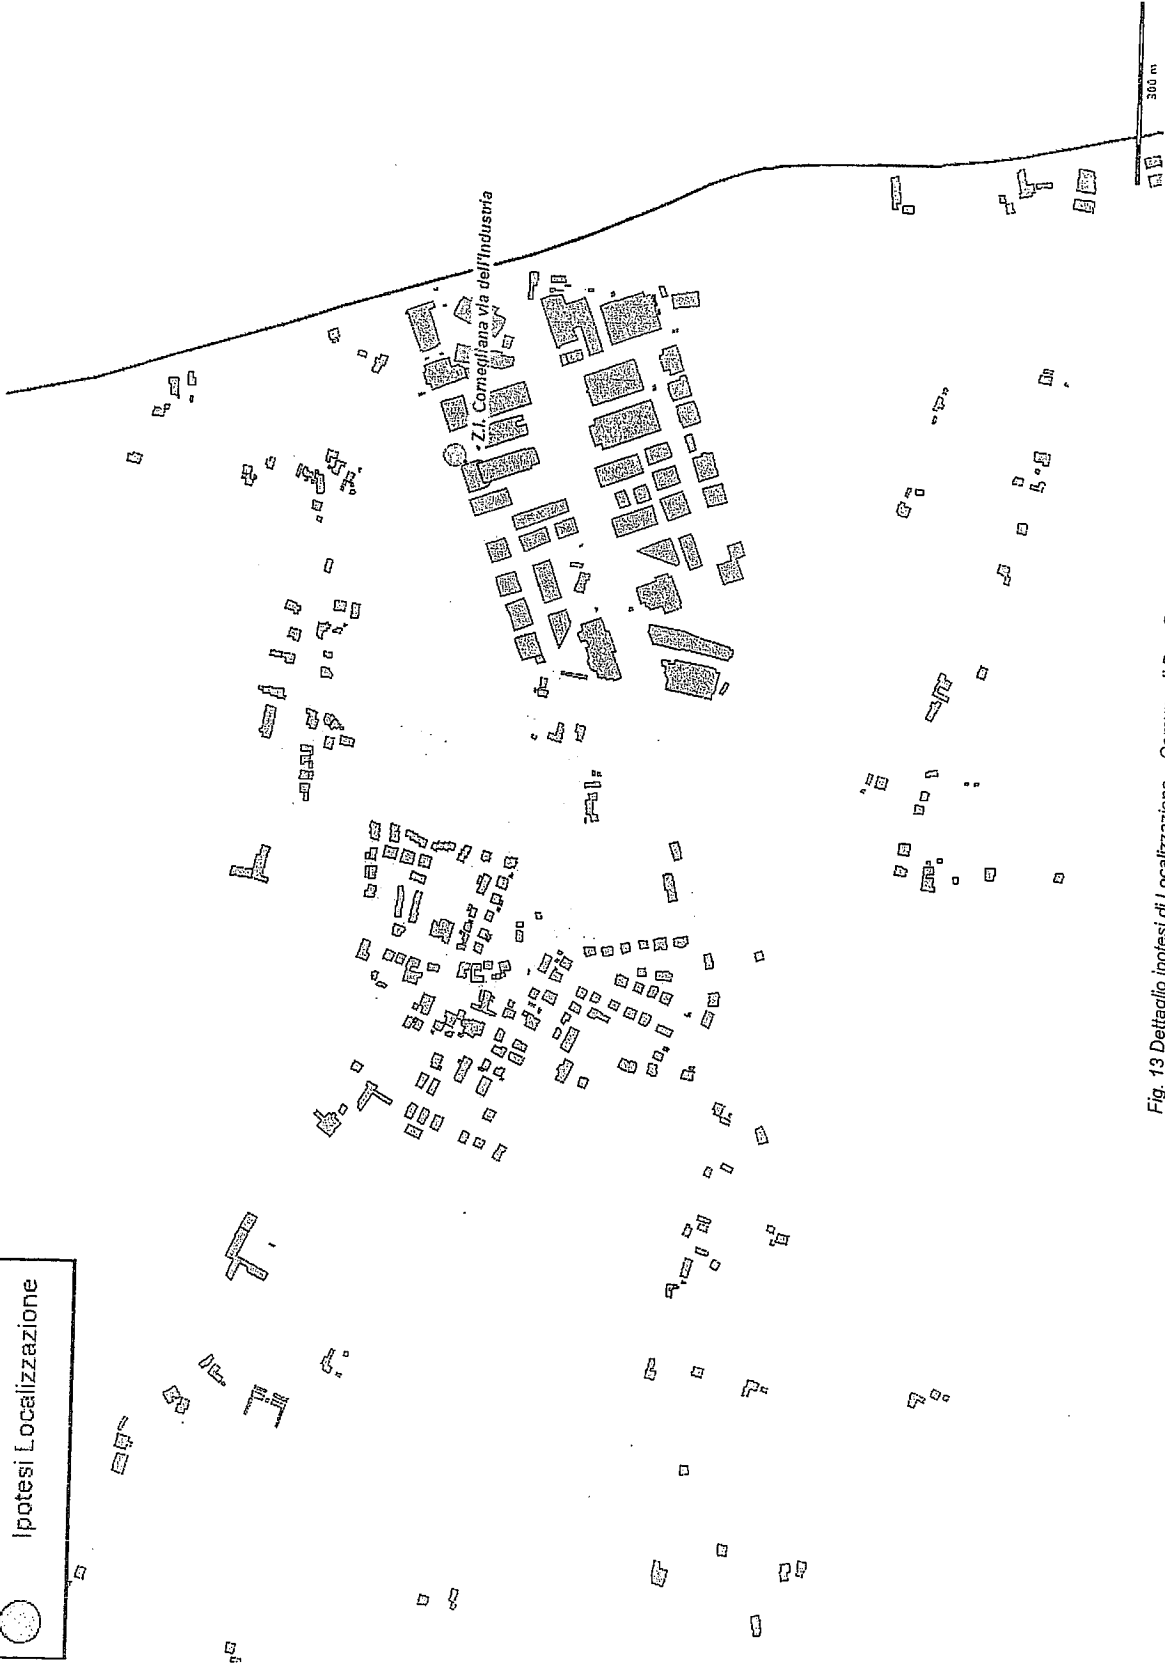 Ipotesi Localizzazione
Z.I. Cornegliana via dell'Industria
300 m
Fig. 13 Dettaglio ipotesi di Localizzazione